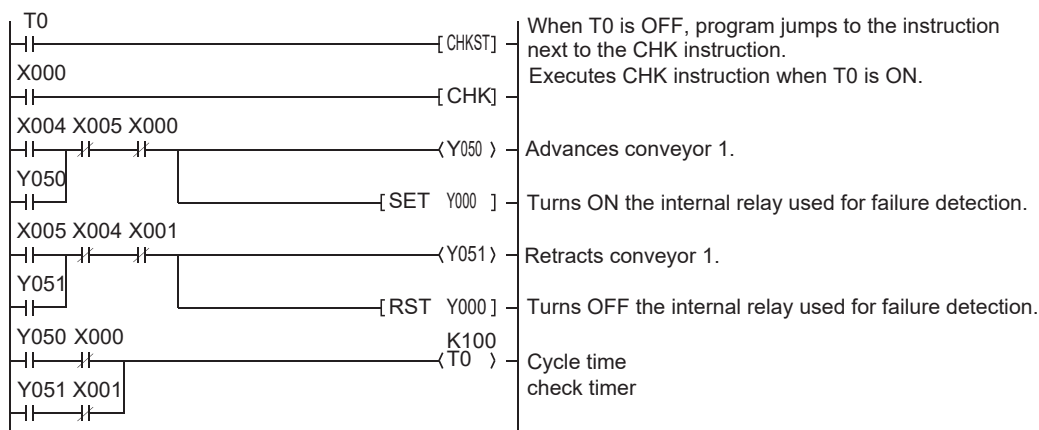 T0
[ CHKST]
When T0 is OFF, program jumps to the instruction
next to the CHK instruction.
X000
[ CHK]
Executes CHK instruction when T0 is ON.
X004 X005 X000
Y050
Advances conveyor 1.
Y050
[ SET Y000 ]
Turns ON the internal relay used for failure detection.
X005 X004 X001
Y051
Retracts conveyor 1.
Y051
[ RST Y000 ]
Turns OFF the internal relay used for failure detection.
Y050 X000
K100
T0
Cycle time
check timer
Y051 X001